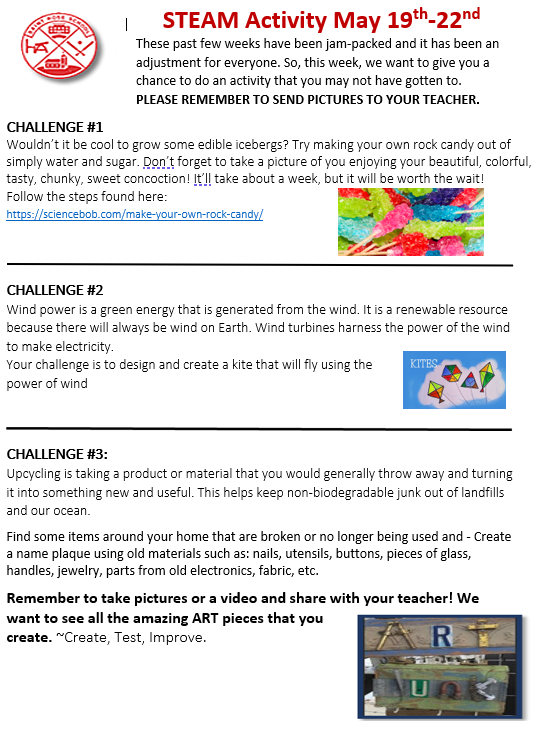 SAINT ROSE SCHOOL
STEAM Activity May 19th-22nd
These past few weeks have been jam-packed and it has been an
adjustment for everyone. So, this week, we want to give you a
chance to do an activity that you may not have gotten to.
PLEASE REMEMBER TO SEND PICTURES TO YOUR TEACHER.
CHALLENGE #1
Wouldn't it be cool to grow some edible icebergs? Try making your own rock candy out of
simply water and sugar. Don't forget to take a picture of you enjoying your beautiful, colorful,
tasty, chunky, sweet concoction! It'll take about a week, but it will be worth the wait!
Follow the steps found here:
https://sciencebob.com/make-your-own-rock-candy/
CHALLENGE #2
Wind power is a green energy that is generated from the wind. It is a renewable resource
because there will always be wind on Earth. Wind turbines harness the power of the wind
to make electricity.
Your challenge is to design and create a kite that will fly using the
power of wind
KITES
CHALLENGE #3:
Upcycling is taking a product or material that you would generally throw away and turning
it into something new and useful. This helps keep non-biodegradable junk out of landfills
and our ocean.
Find some items around your home that are broken or no longer being used and - Create
a name plaque using old materials such as: nails, utensils, buttons, pieces of glass,
handles, jewelry, parts from old electronics, fabric, etc.
Remember to take pictures or a video and share with your teacher! We
want to see all the amazing ART pieces that you
create. ~Create, Test, Improve.
ART